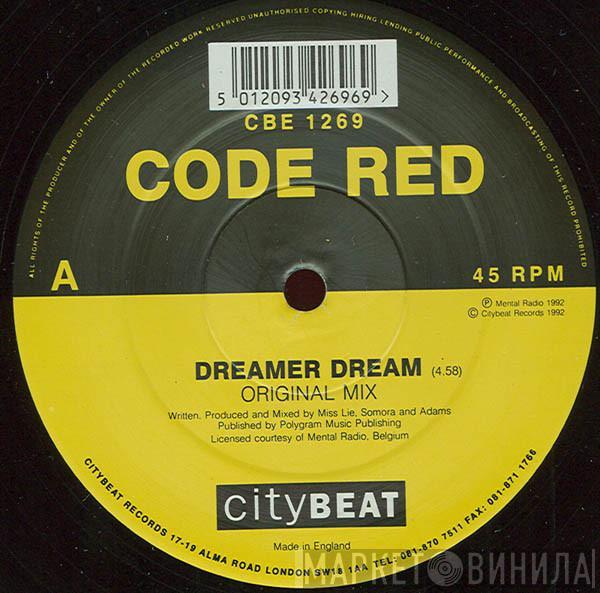 ALL RIGHTS OF THE PRODUCER AND OF THE OWNER OF THE RECORDED WORK RESERVED UNAUTHORISED COPYING HIRING LENDING PUBLIC PERFORMANCE AND BROADCASTING OF THIS RECORD PROHIBITED
5 012093 426969 >
CBE 1269
CODE RED
A
45 RPM
Ⓟ Mental Radio 1992
© Citybeat Records 1992
DREAMER DREAM (4.58)
ORIGINAL MIX
Written. Produced and Mixed by Miss Lie, Somora and Adams
Published by Polygram Music Publishing
Licensed courtesy of Mental Radio, Belgium
cityBEAT
Made in England
CITYBEAT RECORDS 17-19 ALMA ROAD LONDON SW18 1AA TEL: 081-870 7511 FAX: 081-871 1766
МАРКЕТ ВИНИЛА